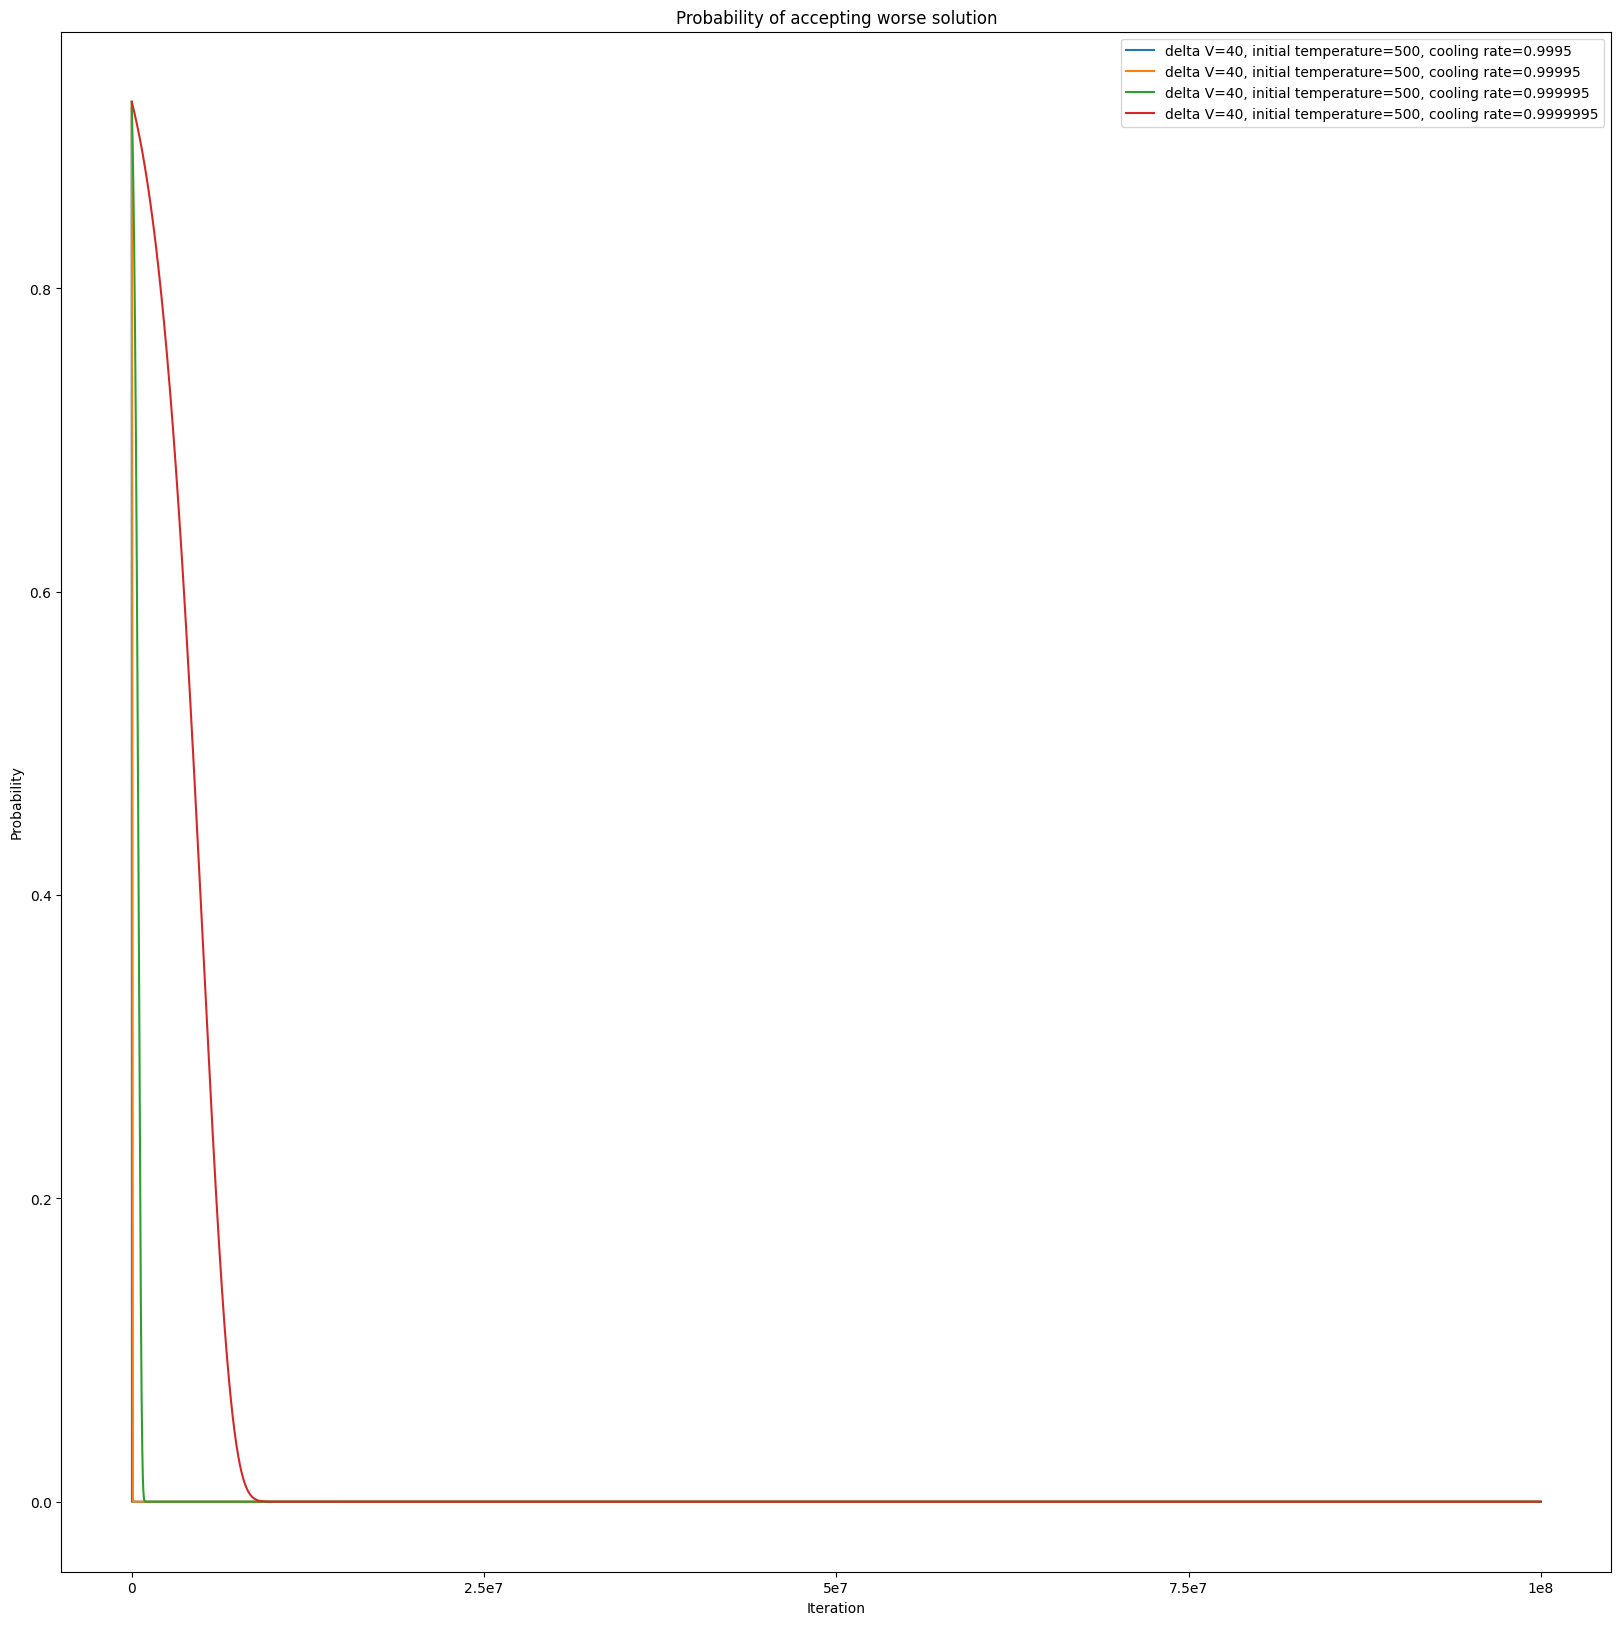 Probability of accepting worse solution
delta V=40, initial temperature=500, cooling rate=0.9995
delta V=40, initial temperature=500, cooling rate=0.99995
delta V=40, initial temperature=500, cooling rate=0.999995
delta V=40, initial temperature=500, cooling rate=0.9999995
0.8
0.6
Probability
0.4
0.2
0.0
0
2.5e7
5e7
7.5e7
1e8
Iteration